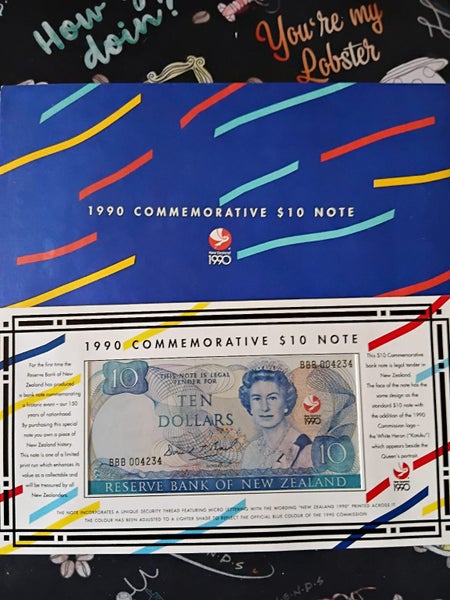 How
doin'?
You're my
Lobster
1990 COMMEMORATIVE $10 NOTE
New Zealand
1990
1990 COMMEMORATIVE $10 NOTE
For the first time the
Reserve Bank of New
Zealand has produced
a bank note commemorating
a historic event - our 150
years of nationhood.
By purchasing this special
note you own a piece of
New Zealand history.
This note is one of a limited
print run which enhances its
value as a collectable and
will be treasured by all
New Zealanders.
10
THIS NOTE IS LEGAL
TENDER FOR
TEN
DOLLARS
BBB 004234
1990
BBB 004234
10
RESERVE BANK OF NEW ZEALAND
This $10 Commemorative
bank note is legal tender in
New Zealand.
The face of the note has the
same design as the
standard $10 note with
the addition of the 1990
Commission logo -
the 'White Heron ("Kotuku")
which appears beside the
Queen's portrait.
1990
THE NOTE INCORPORATES A UNIQUE SECURITY THREAD FEATURING MICRO LETTERING WITH THE WORDING "NEW ZEALAND 1990" PRINTED ACROSS IT.
THE COLOUR HAS BEEN ADJUSTED TO A LIGHTER SHADE TO REFLECT THE OFFICIAL BLUE COLOUR OF THE 1990 COMMISSION.